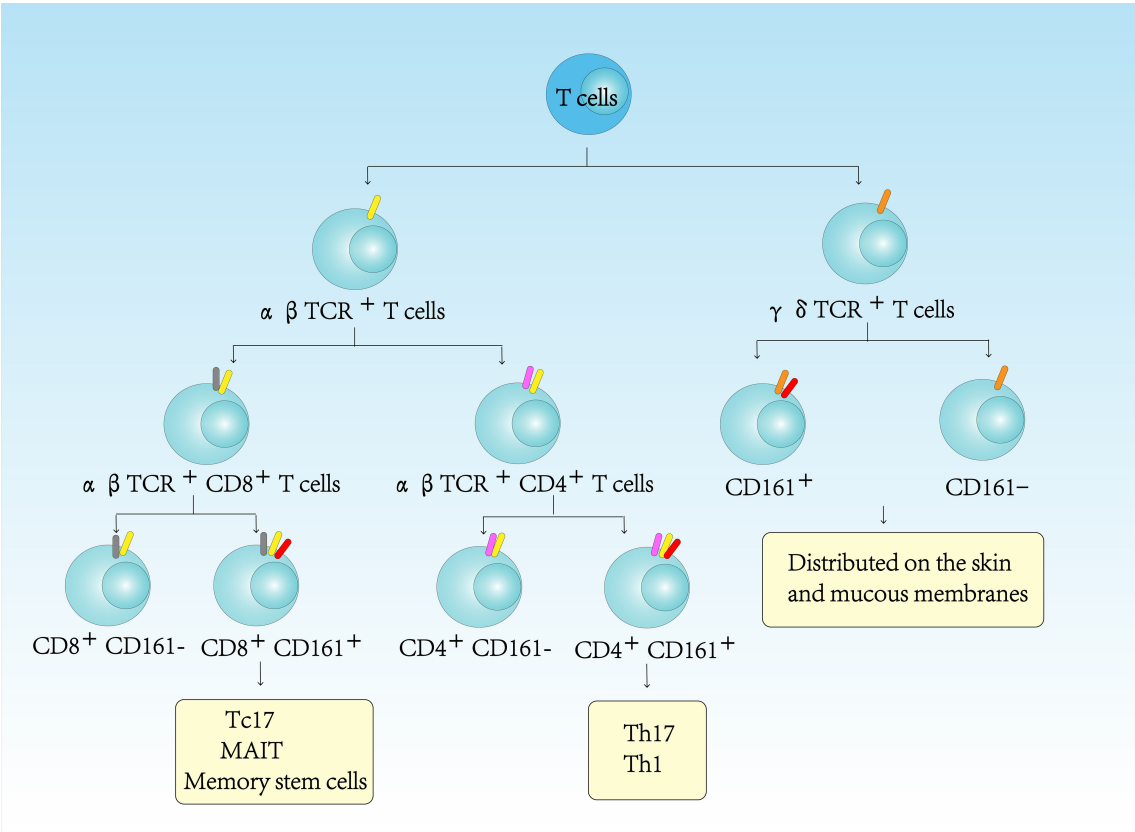 T cells
α β TCR + T cells
γ δ TCR + T cells
α β TCR + CD8+ T cells
α β TCR + CD4+ T cells
CD161+
CD161–
Distributed on the skin
and mucous membranes
CD8+ CD161-
CD8+ CD161+
CD4+ CD161-
CD4+ CD161+
Tc17
MAIT
Memory stem cells
Th17
Th1